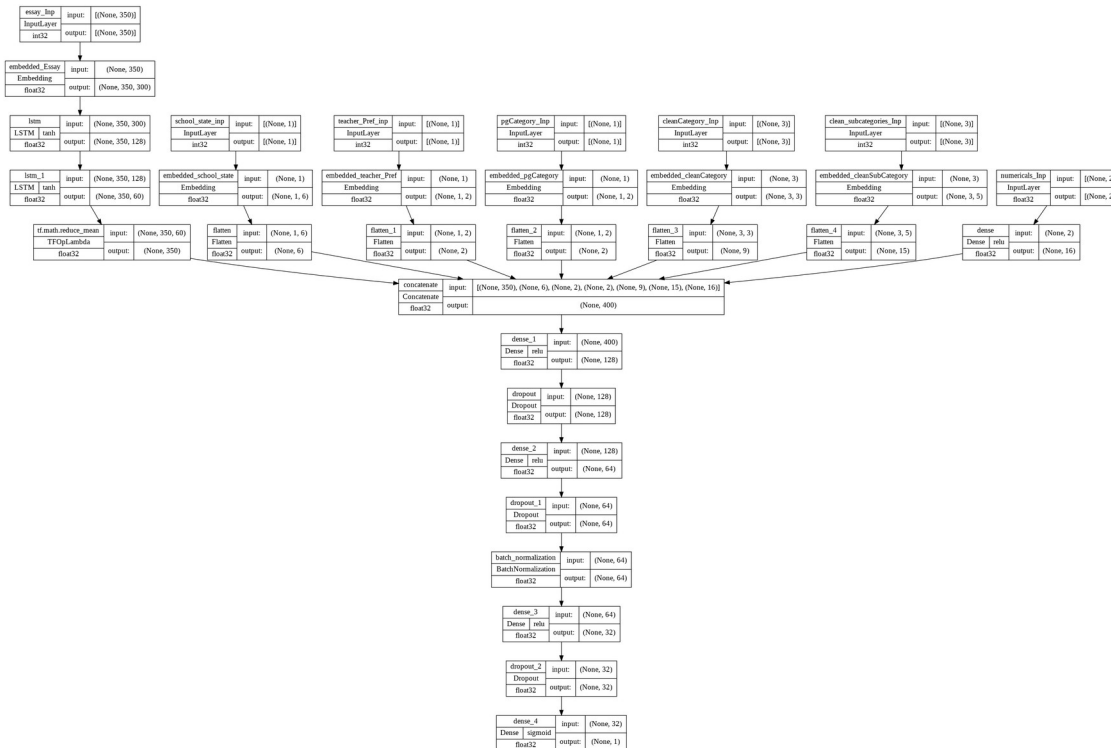 essay_Inp input: [(None, 350)]
InputLayer
int32 output: [(None, 350)]
embedded_Essay input: (None, 350)
Embedding
float32 output: (None, 350, 300)
lstm input: (None, 350, 300)
LSTM tanh
float32 output: (None, 350, 128)
school_state_inp input: [(None, 1)]
InputLayer
int32 output: [(None, 1)]
teacher_Pref_inp input: [(None, 1)]
InputLayer
int32 output: [(None, 1)]
pgCategory_Inp input: [(None, 1)]
InputLayer
int32 output: [(None, 1)]
cleanCategory_Inp input: [(None, 3)]
InputLayer
int32 output: [(None, 3)]
clean_subcategories_Inp input: [(None, 3)]
InputLayer
int32 output: [(None, 3)]
lstm_1 input: (None, 350, 128)
LSTM tanh
float32 output: (None, 350, 60)
embedded_school_state input: (None, 1)
Embedding
float32 output: (None, 1, 6)
embedded_teacher_Pref input: (None, 1)
Embedding
float32 output: (None, 1, 2)
embedded_pgCategory input: (None, 1)
Embedding
float32 output: (None, 1, 2)
embedded_cleanCategory input: (None, 3)
Embedding
float32 output: (None, 3, 3)
embedded_cleanSubCategory input: (None, 3)
Embedding
float32 output: (None, 3, 5)
numericals_Inp input: [(None, 2
InputLayer
float32 output: [(None, 2
tf.math.reduce_mean input: (None, 350, 60)
TFOpLambda
float32 output: (None, 350)
flatten input: (None, 1, 6)
Flatten
float32 output: (None, 6)
flatten_1 input: (None, 1, 2)
Flatten
float32 output: (None, 2)
flatten_2 input: (None, 1, 2)
Flatten
float32 output: (None, 2)
flatten_3 input: (None, 3, 3)
Flatten
float32 output: (None, 9)
flatten_4 input: (None, 3, 5)
Flatten
float32 output: (None, 15)
dense input: (None, 2)
Dense relu
float32 output: (None, 16)
concatenate input: [(None, 350), (None, 6), (None, 2), (None, 2), (None, 9), (None, 15), (None, 16)]
Concatenate
float32 output: (None, 400)
dense_1 input: (None, 400)
Dense relu
float32 output: (None, 128)
dropout input: (None, 128)
Dropout
float32 output: (None, 128)
dense_2 input: (None, 128)
Dense relu
float32 output: (None, 64)
dropout_1 input: (None, 64)
Dropout
float32 output: (None, 64)
batch_normalization input: (None, 64)
BatchNormalization
float32 output: (None, 64)
dense_3 input: (None, 64)
Dense relu
float32 output: (None, 32)
dropout_2 input: (None, 32)
Dropout
float32 output: (None, 32)
dense_4 input: (None, 32)
Dense sigmoid
float32 output: (None, 1)